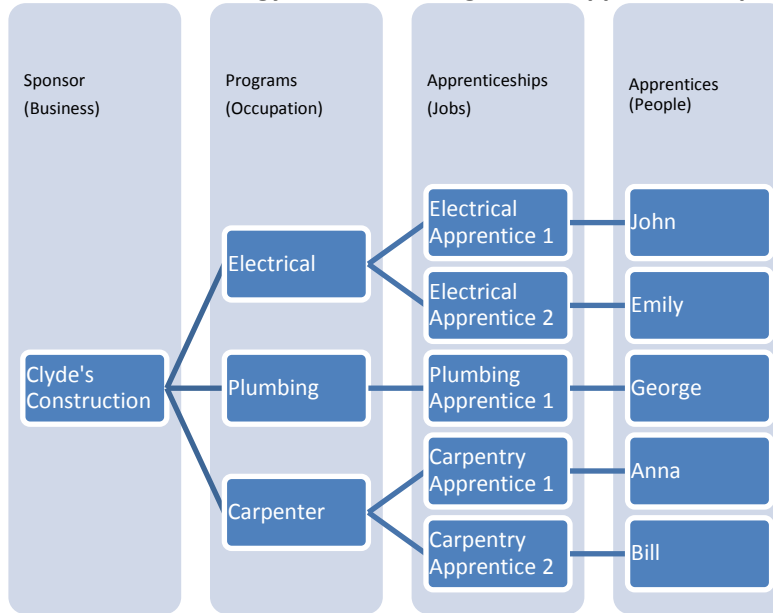 Sponsor
(Business)
Programs
(Occupation)
Apprenticeships
(Jobs)
Apprentices
(People)
Clyde's
Construction
Electrical
Plumbing
Carpenter
Electrical
Apprentice 1
Electrical
Apprentice 2
Plumbing
Apprentice 1
Carpentry
Apprentice 1
Carpentry
Apprentice 2
John
Emily
George
Anna
Bill